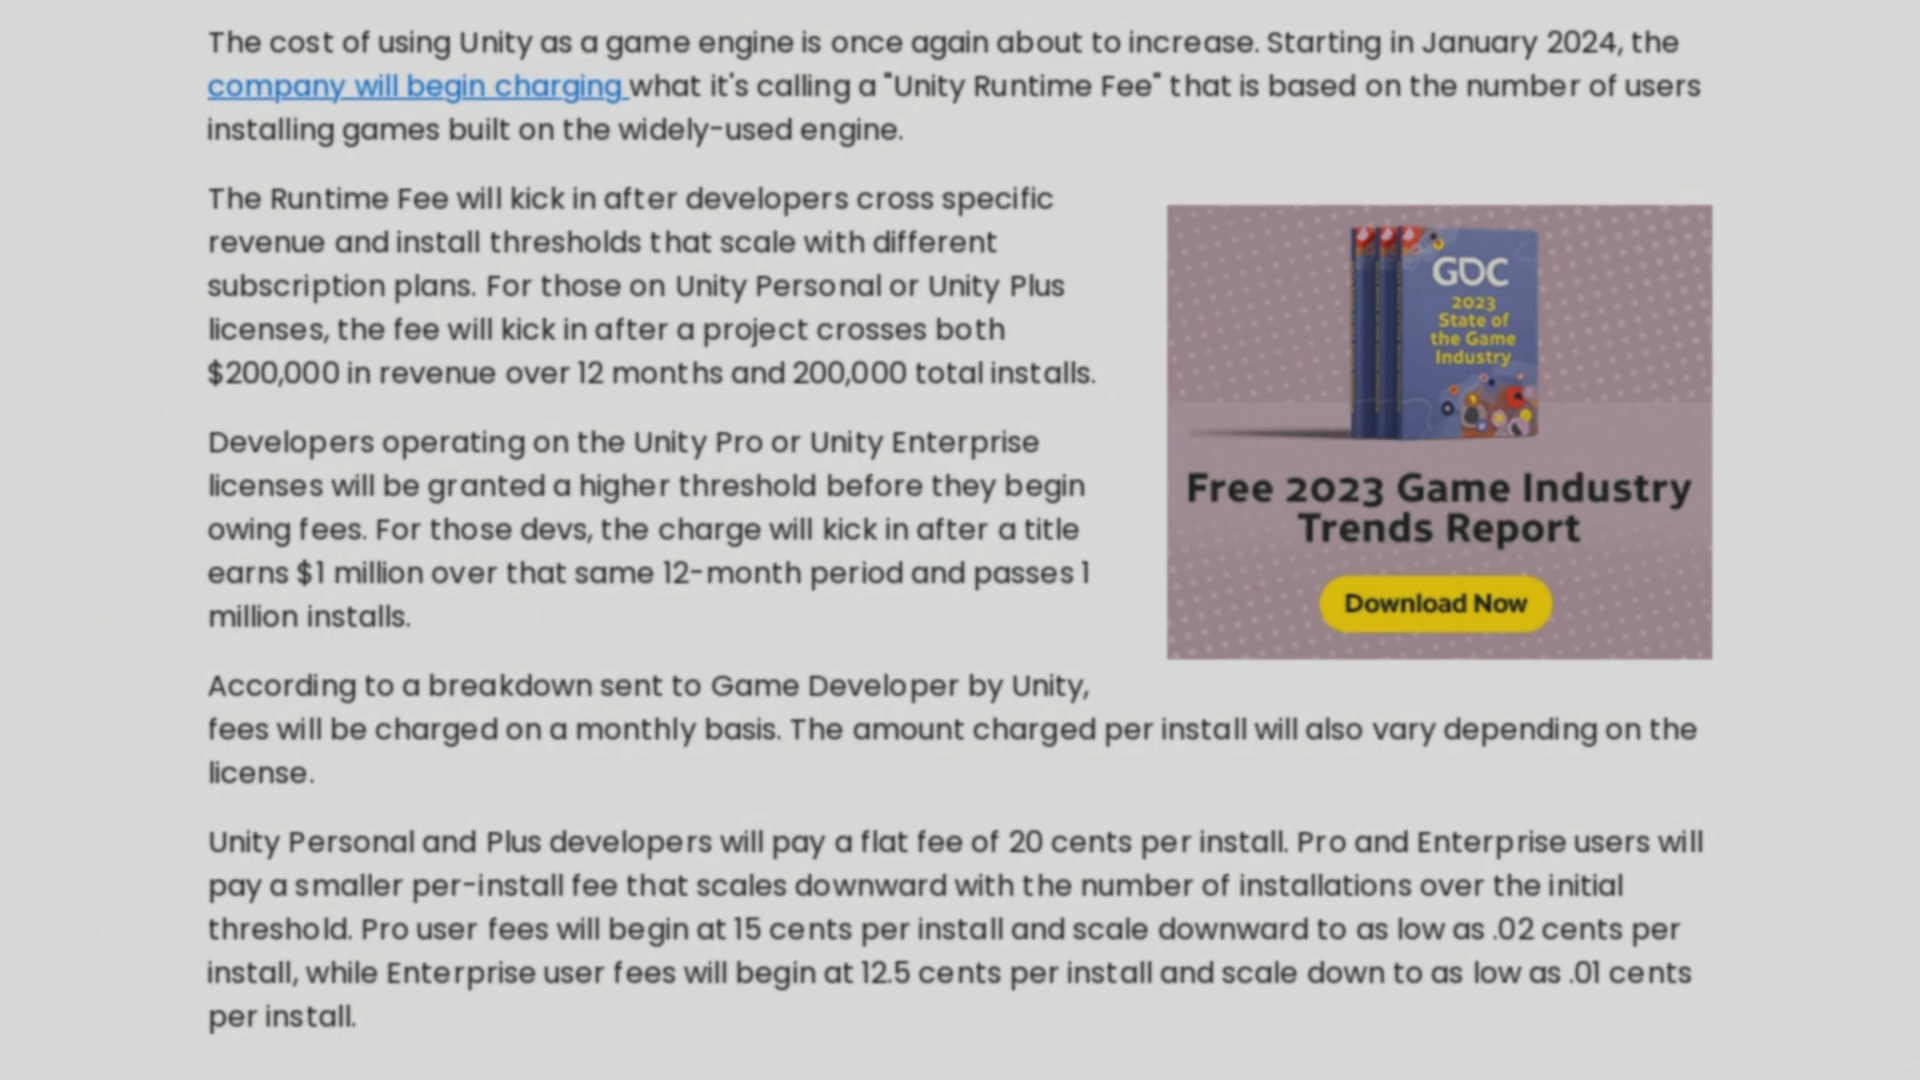 The cost of using Unity as a game engine is once again about to increase. Starting in January 2024, the
company will begin charging what it's calling a "Unity Runtime Fee" that is based on the number of users
installing games built on the widely-used engine.
The Runtime Fee will kick in after developers cross specific
revenue and install thresholds that scale with different
subscription plans. For those on Unity Personal or Unity Plus
licenses, the fee will kick in after a project crosses both
$200,000 in revenue over 12 months and 200,000 total installs.
Developers operating on the Unity Pro or Unity Enterprise
licenses will be granted a higher threshold before they begin
owing fees. For those devs, the charge will kick in after a title
earns $1 million over that same 12-month period and passes 1
million installs.
GDC
2023
State of
the Game
Industry
Free 2023 Game Industry
Trends Report
Download Now
According to a breakdown sent to Game Developer by Unity,
fees will be charged on a monthly basis. The amount charged per install will also vary depending on the
license.
Unity Personal and Plus developers will pay a flat fee of 20 cents per install. Pro and Enterprise users will
pay a smaller per-install fee that scales downward with the number of installations over the initial
threshold. Pro user fees will begin at 15 cents per install and scale downward to as low as .02 cents per
install, while Enterprise user fees will begin at 12.5 cents per install and scale down to as low as .01 cents
per install.